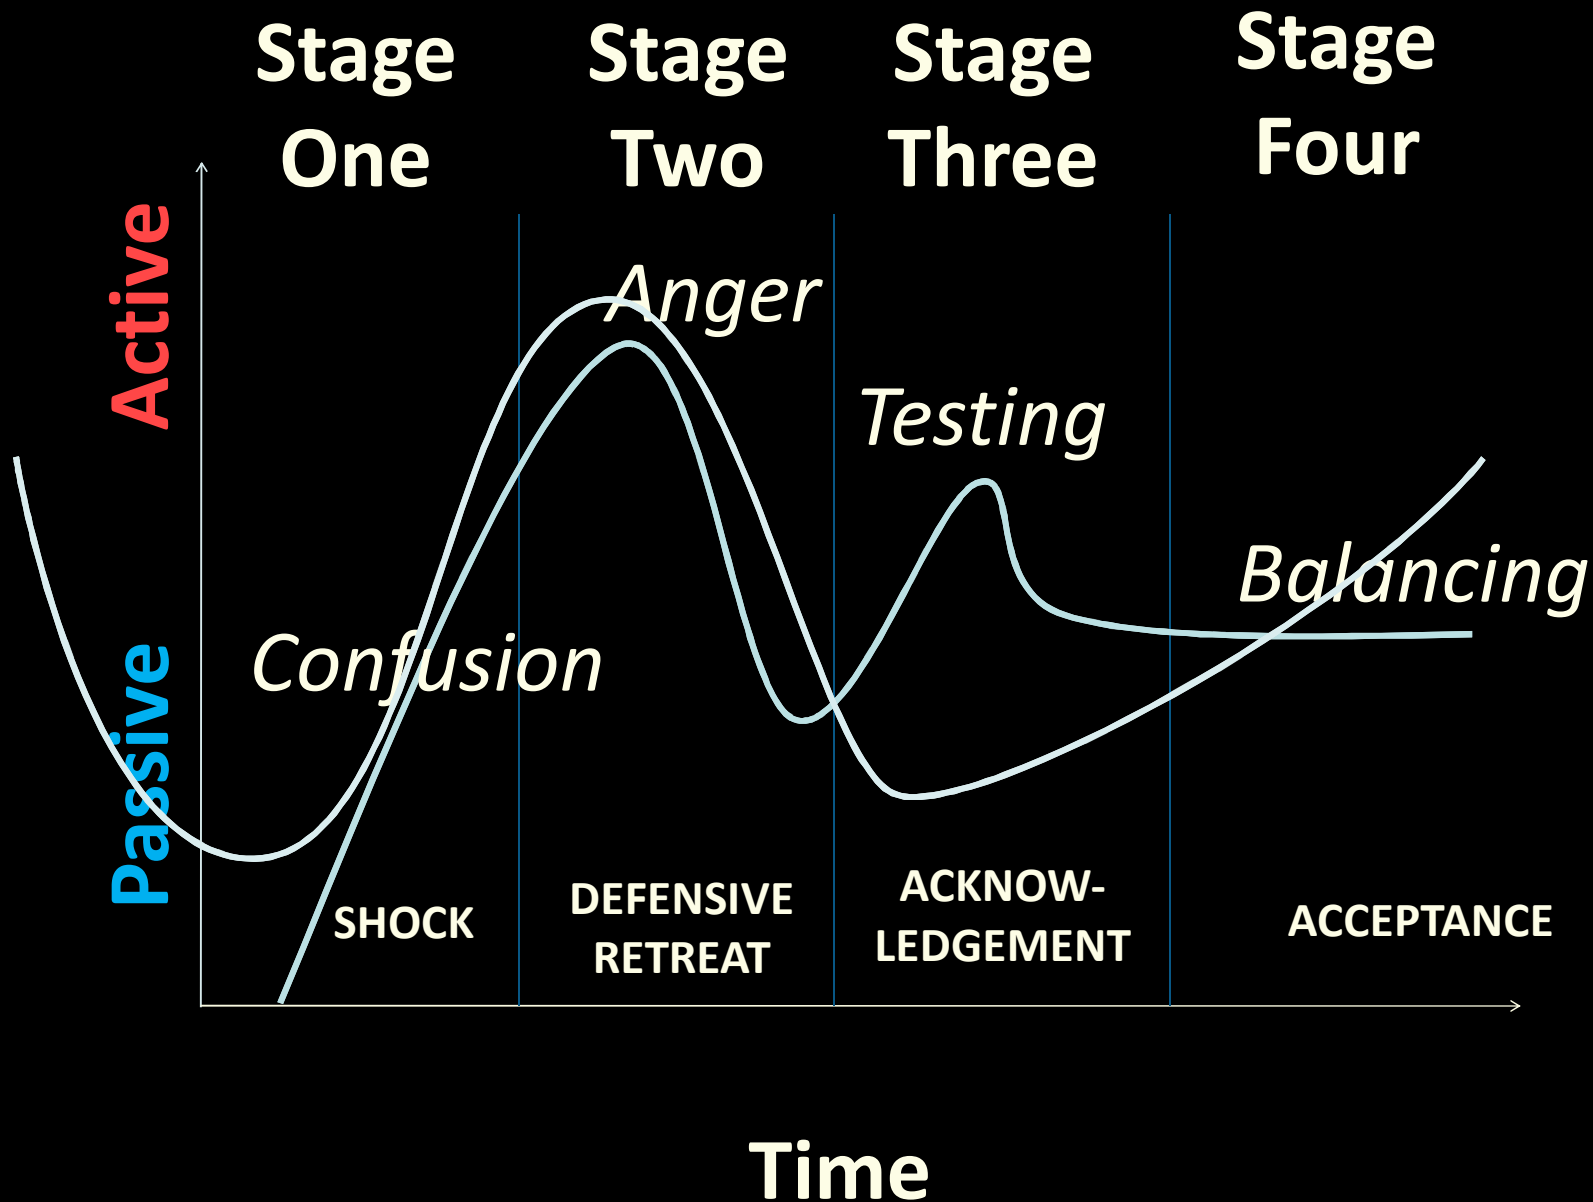 Stage
One
Stage
Two
Stage
Three
Stage
Four
Active
Passive
Anger
Testing
Balancing
Confusion
SHOCK
DEFENSIVE
RETREAT
ACKNOW-
LEDGEMENT
ACCEPTANCE
Time